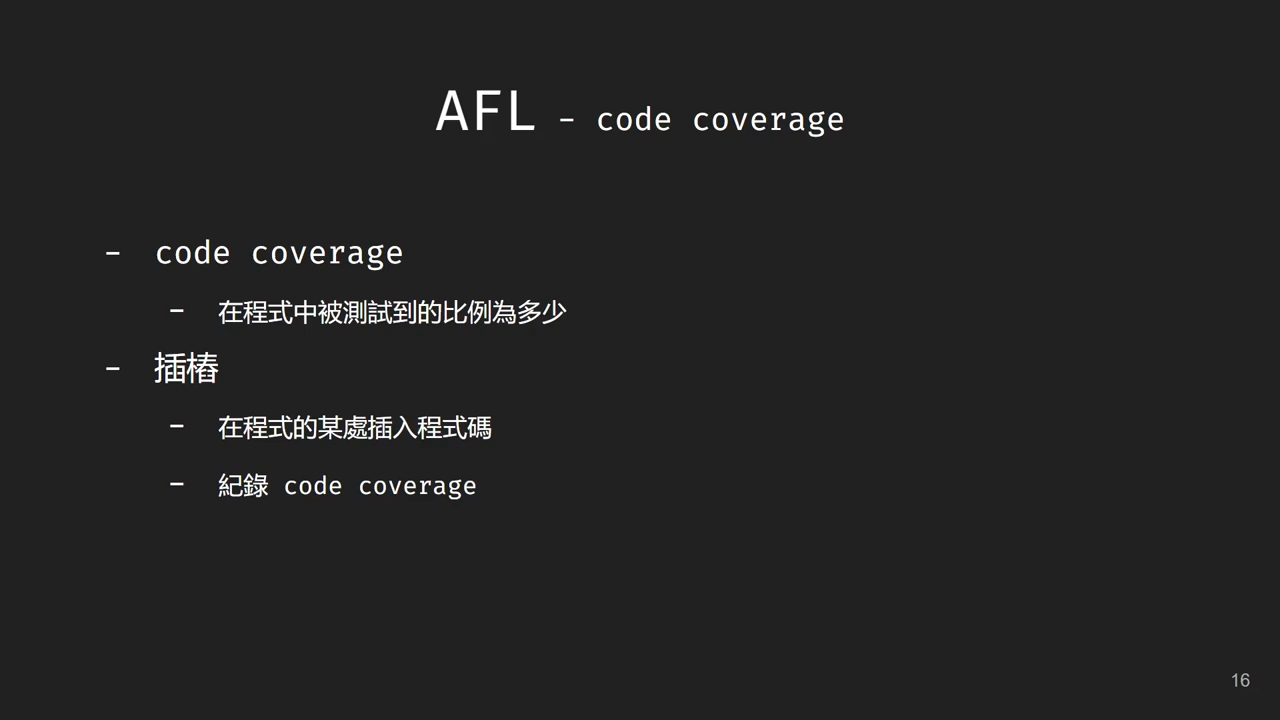 AFL - code coverage
- code coverage
- 在程式中被測試到的比例為多少
- 插樁
- 在程式的某處插入程式碼
- 紀錄 code coverage
16